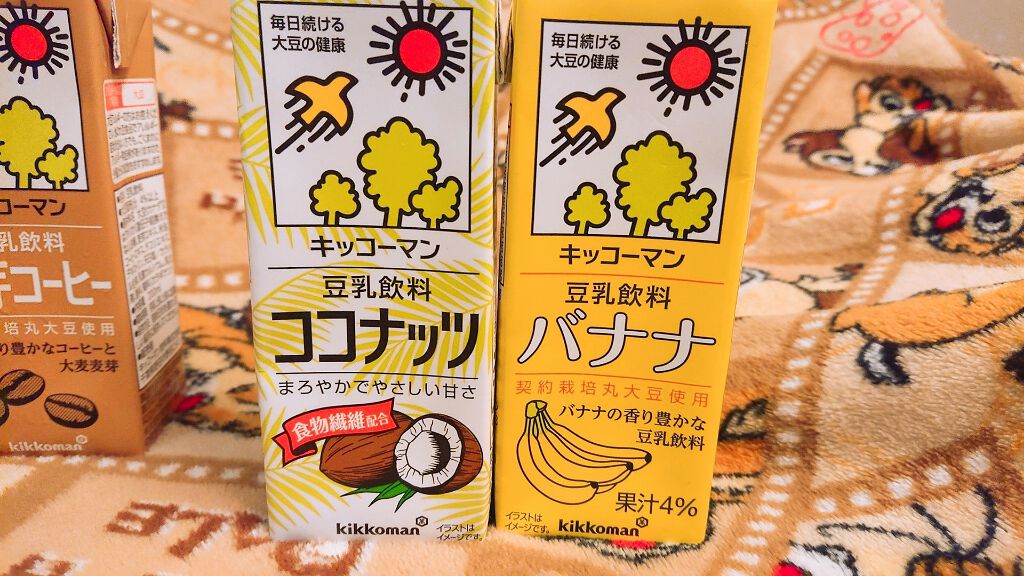 コーマン
乳飲料
芽コーヒー
培丸大豆使用
り豊かなコーヒーと
大麦麦芽
kikkoman
毎日続ける
大豆の健康
キッコーマン
豆乳飲料
ココナッツ
まろやかでやさしい甘さ
食物繊維配合
kikkoman
イラストは
イメージです。
毎日続ける
大豆の健康
キッコーマン
豆乳飲料
バナナ
契約栽培丸大豆使用
バナナの香り豊かな
豆乳飲料
果汁4%
イラストは
イメージです。
kikkoman